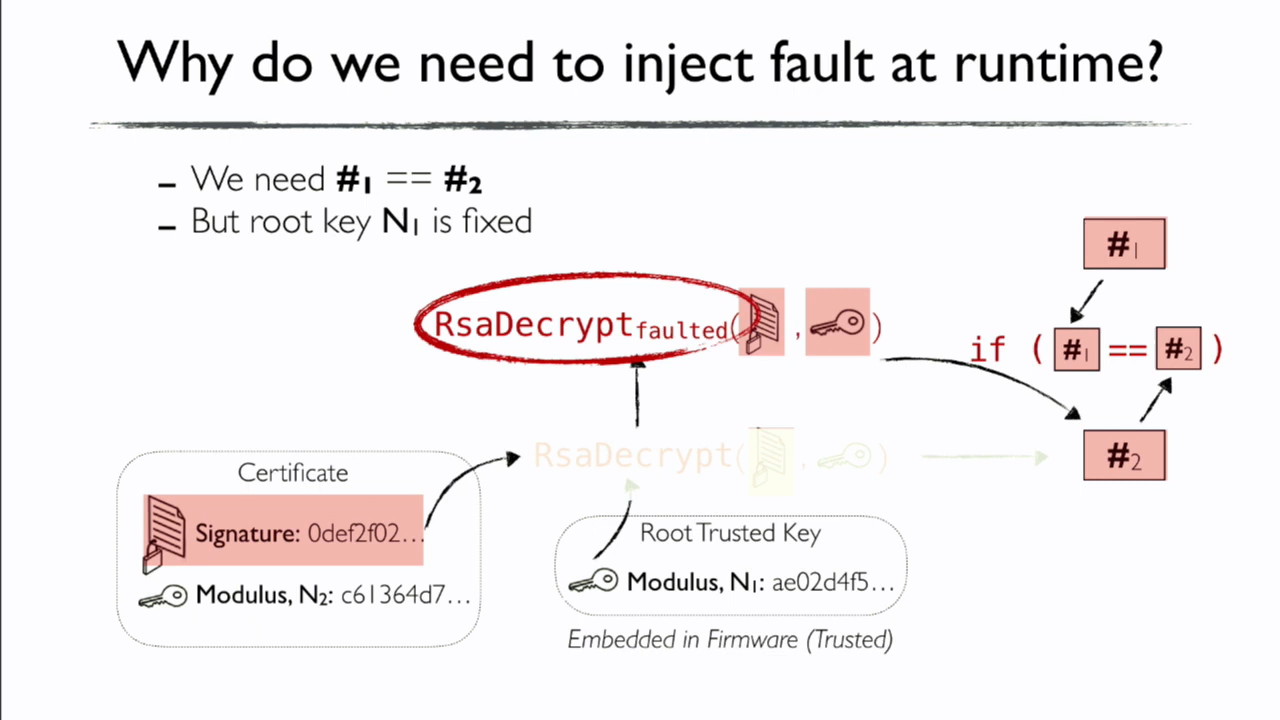 Why do we need to inject fault at runtime?
– We need #1 == #2
– But root key N1 is fixed
#1
RsaDecryptfaulted( , )
if ( #1 == #2 )
RsaDecrypt( , )
#2
Certificate
Signature: 0def2f02...
Modulus, N2: c61364d7...
Root Trusted Key
Modulus, N1: ae02d4f5...
Embedded in Firmware (Trusted)